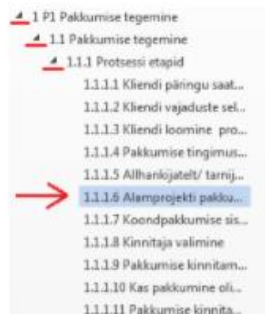 1 P1 Pakkumise tegemine
1.1 Pakkumise tegemine
1.1.1 Protsessi etapid
1.1.1.1 Kliendi päringu saat...
1.1.1.2 Kliendi vajaduste sel...
1.1.1.3 Kliendi loomine pro...
1.1.1.4 Pakkumise tingimus...
1.1.1.5 Allhankijatelt/ tarnij...
1.1.1.6 Alamprojekti pakku...
1.1.1.7 Koondpakkumise sis...
1.1.1.8 Kinnitaja valimine
1.1.1.9 Pakkumise kinnitam...
1.1.1.10 Kas pakkumine oli...
1.1.1.11 Pakkumise kinnita...